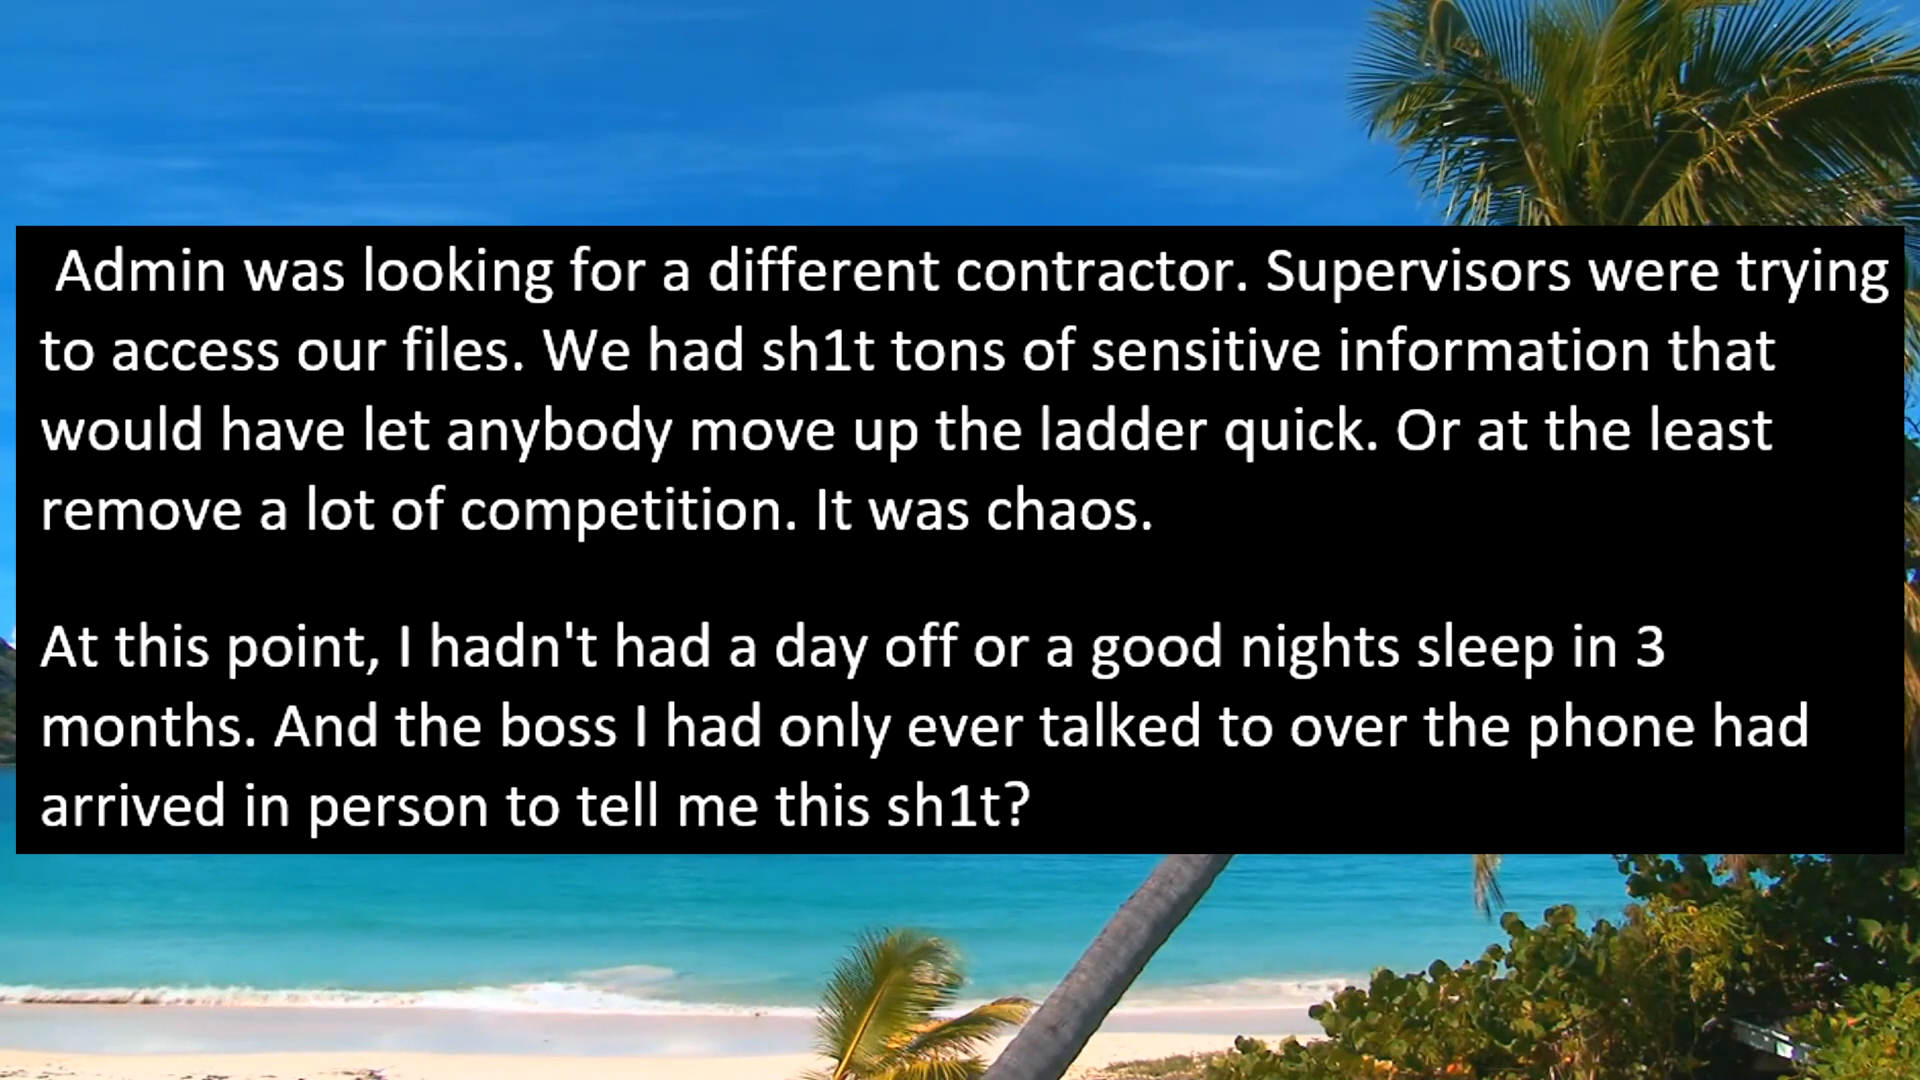 Admin was looking for a different contractor. Supervisors were trying
to access our files. We had sh1t tons of sensitive information that
would have let anybody move up the ladder quick. Or at the least
remove a lot of competition. It was chaos.
At this point, I hadn't had a day off or a good nights sleep in 3
months. And the boss I had only ever talked to over the phone had
arrived in person to tell me this sh1t?